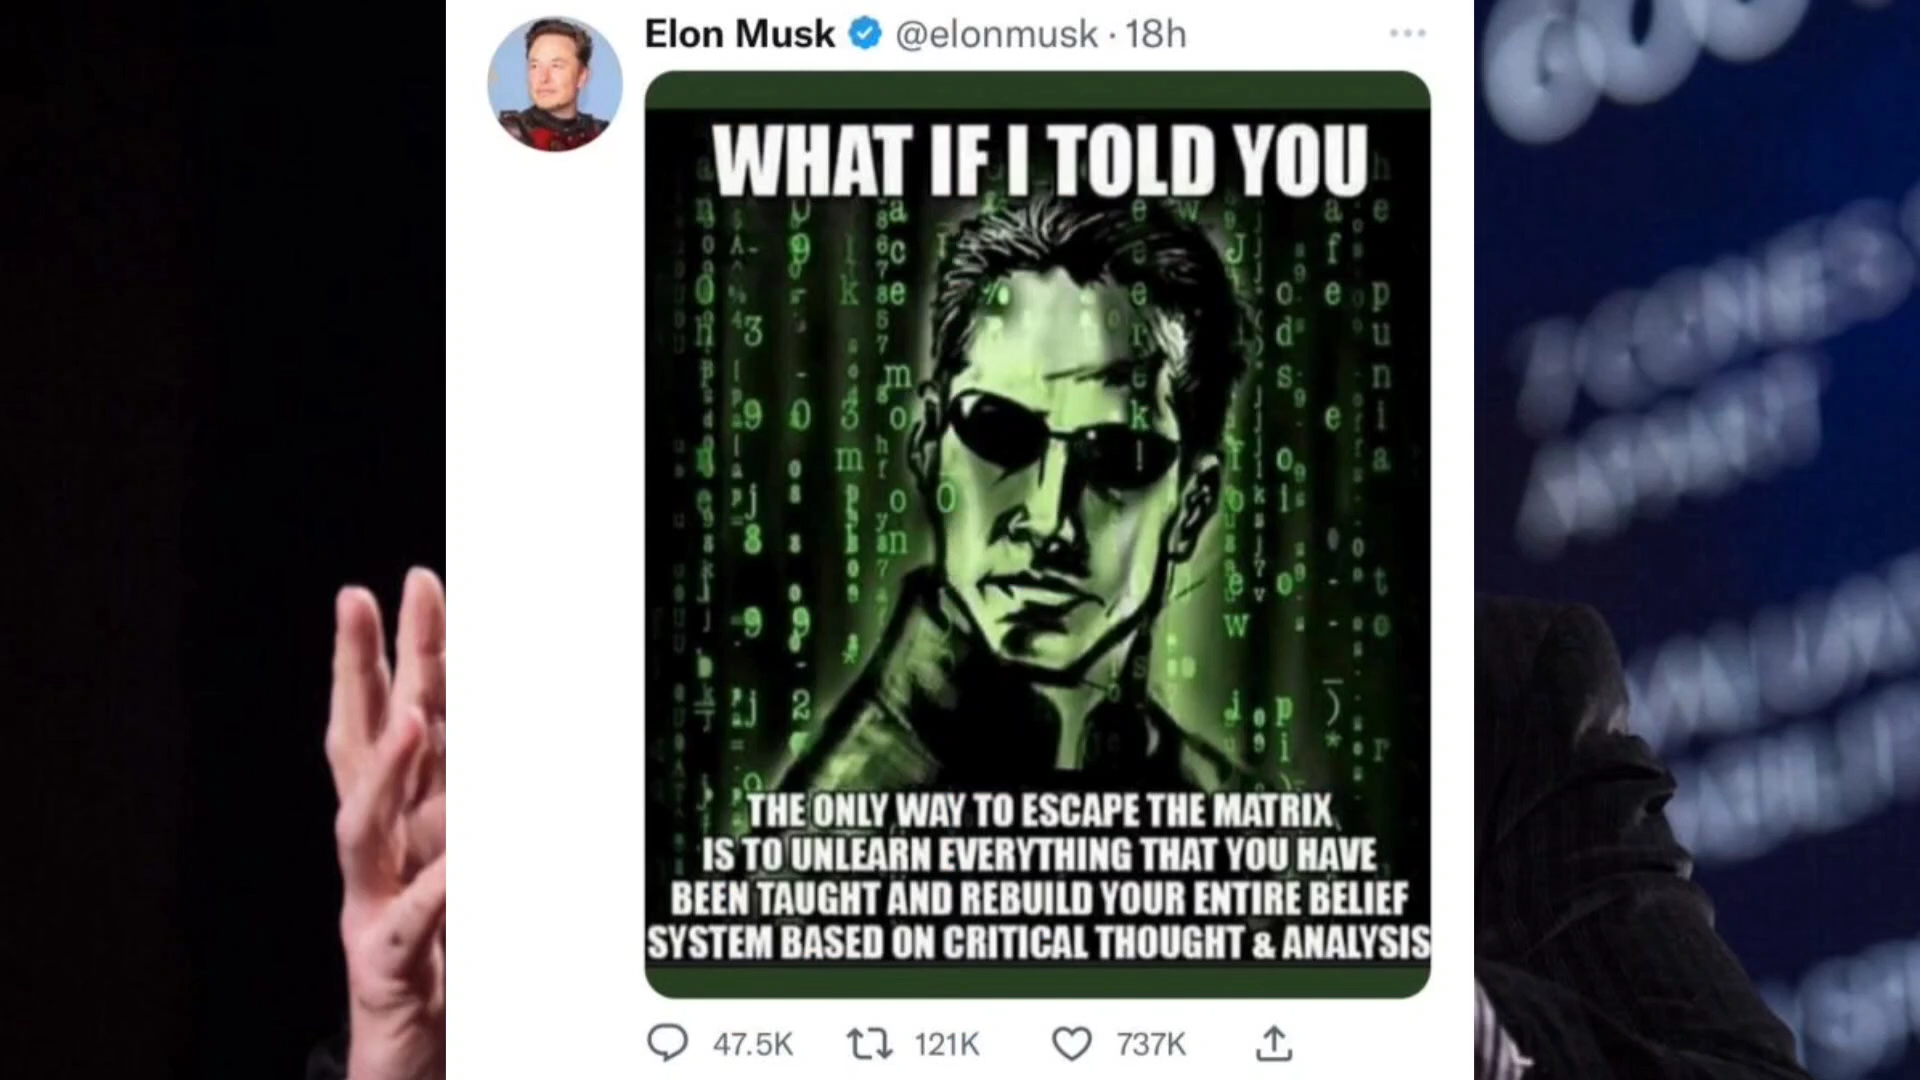 Elon Musk @elonmusk · 18h
WHAT IF I TOLD YOU
THE ONLY WAY TO ESCAPE THE MATRIX
IS TO UNLEARN EVERYTHING THAT YOU HAVE
BEEN TAUGHT AND REBUILD YOUR ENTIRE BELIEF
SYSTEM BASED ON CRITICAL THOUGHT & ANALYSIS
47.5K 121K 737K